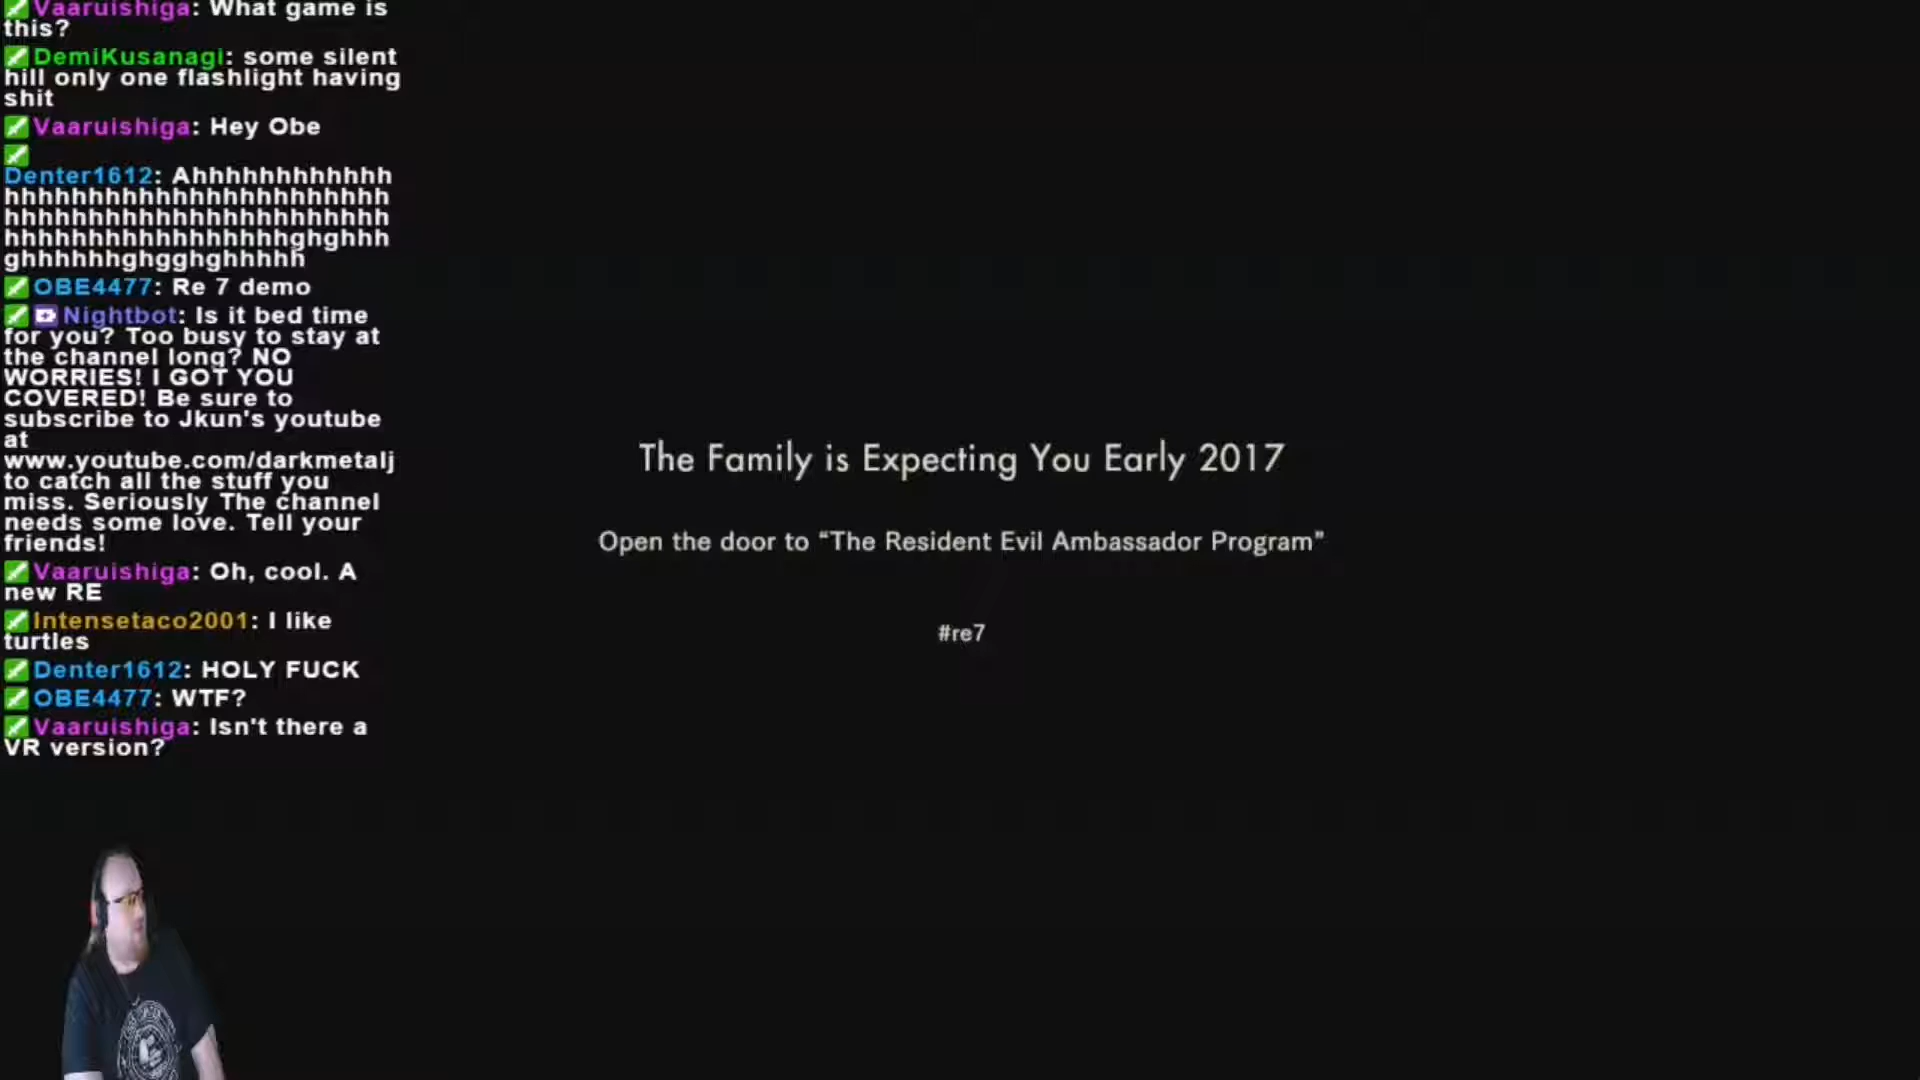 Vaaruishiga: What game is
this?
DemiKusanagi: some silent
hill only one flashlight having
shit
Vaaruishiga: Hey Obe
Denter1612: Ahhhhhhhhhhhhh
hhhhhhhhhhhhhhhhhhhhhhh
hhhhhhhhhhhhhhhhhhhhhhh
hhhhhhhhhhhhhhhhhghghhh
ghhhhhhhghgghghhhhh
OBE4477: Re 7 demo
Nightbot: Is it bed time
for you? Too busy to stay at
the channel long? NO
WORRIES! I GOT YOU
COVERED! Be sure to
subscribe to Jkun's youtube
at
www.youtube.com/darkmetalj
to catch all the stuff you
miss. Seriously The channel
needs some love. Tell your
friends!
Vaaruishiga: Oh, cool. A
new RE
Intensetaco2001: I like
turtles
Denter1612: HOLY FUCK
OBE4477: WTF?
Vaaruishiga: Isn't there a
VR version?
The Family is Expecting You Early 2017
Open the door to “The Resident Evil Ambassador Program”
#re7